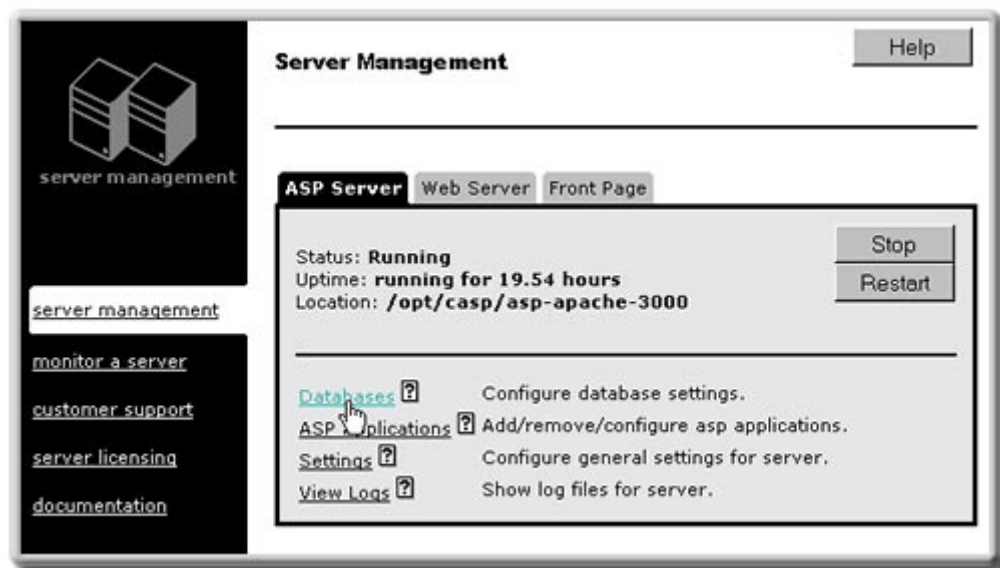 server management
server management
monitor a server
customer support
server licensing
documentation
Server Management
Help
ASP Server Web Server Front Page
Status: Running
Uptime: running for 19.54 hours
Location: /opt/casp/asp-apache-3000
Stop
Restart
Databases ? Configure database settings.
ASP Applications ? Add/remove/configure asp applications.
Settings ? Configure general settings for server.
View Logs ? Show log files for server.